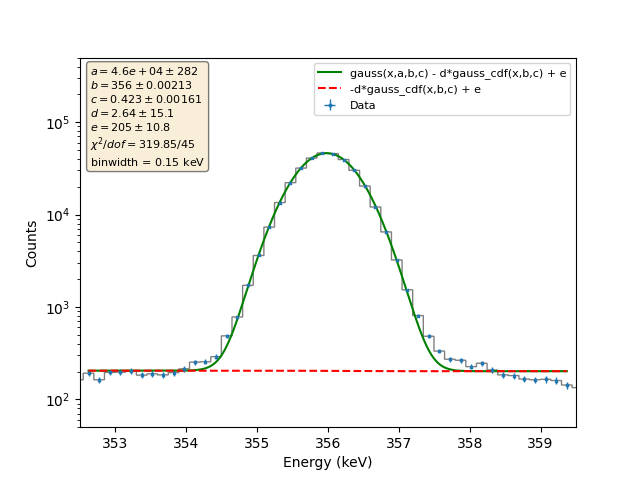 a = 4.6e + 04 ± 282
b = 356 ± 0.00213
c = 0.423 ± 0.00161
d = 2.64 ± 15.1
e = 205 ± 10.8
χ²/dof = 319.85/45
binwidth = 0.15 keV
gauss(x,a,b,c) - d*gauss_cdf(x,b,c) + e
-d*gauss_cdf(x,b,c) + e
Data
Counts
10⁵
10⁴
10³
10²
353 354 355 356 357 358 359
Energy (keV)